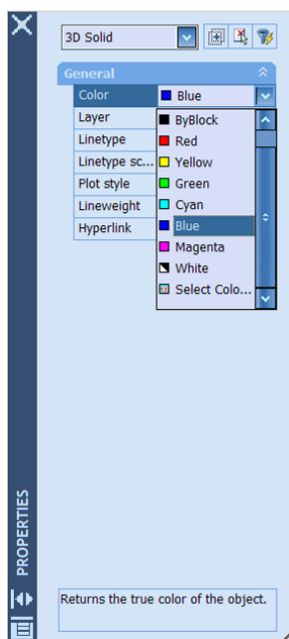 3D Solid
General
Color Blue
Layer ByBlock
Linetype Red
Linetype sc... Yellow
Plot style Green
Lineweight Cyan
Hyperlink Blue
Magenta
White
Select Colo...
PROPERTIES
Returns the true color of the object.